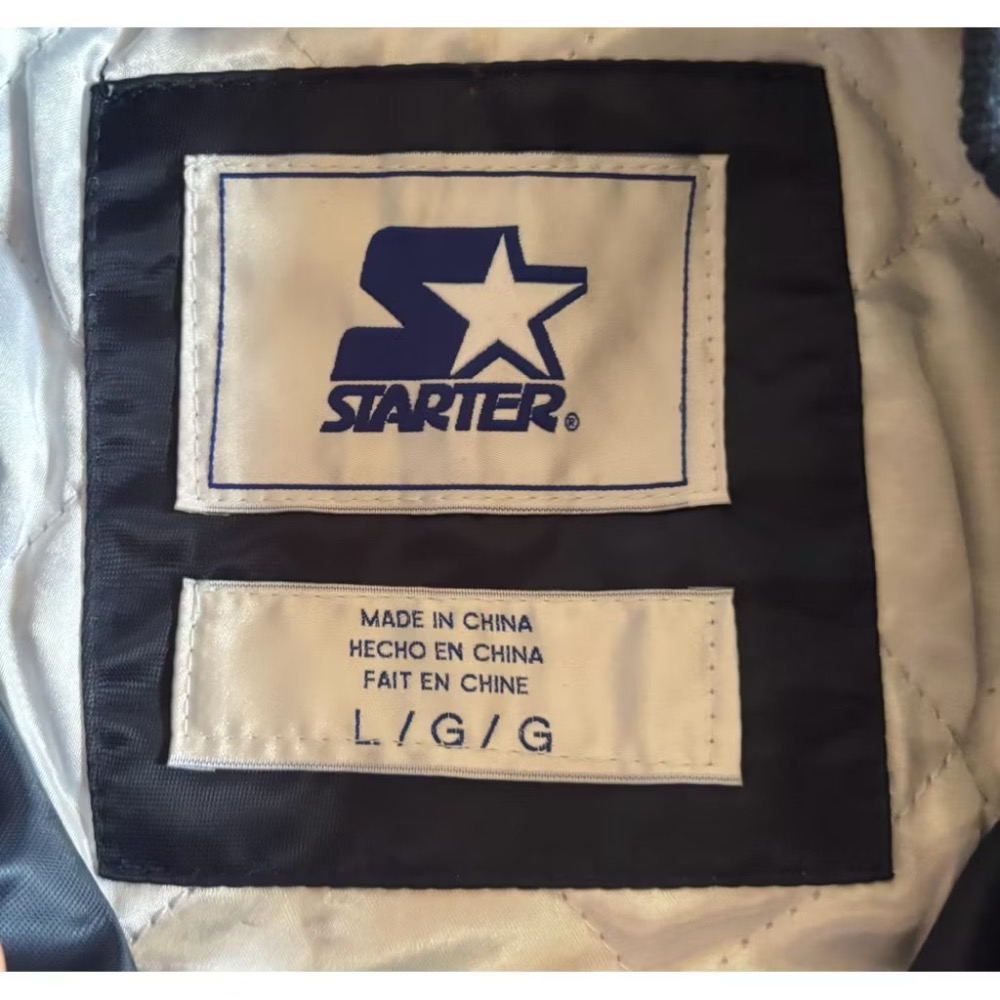 STARTER®
MADE IN CHINA
HECHO EN CHINA
FAIT EN CHINE
L / G / G